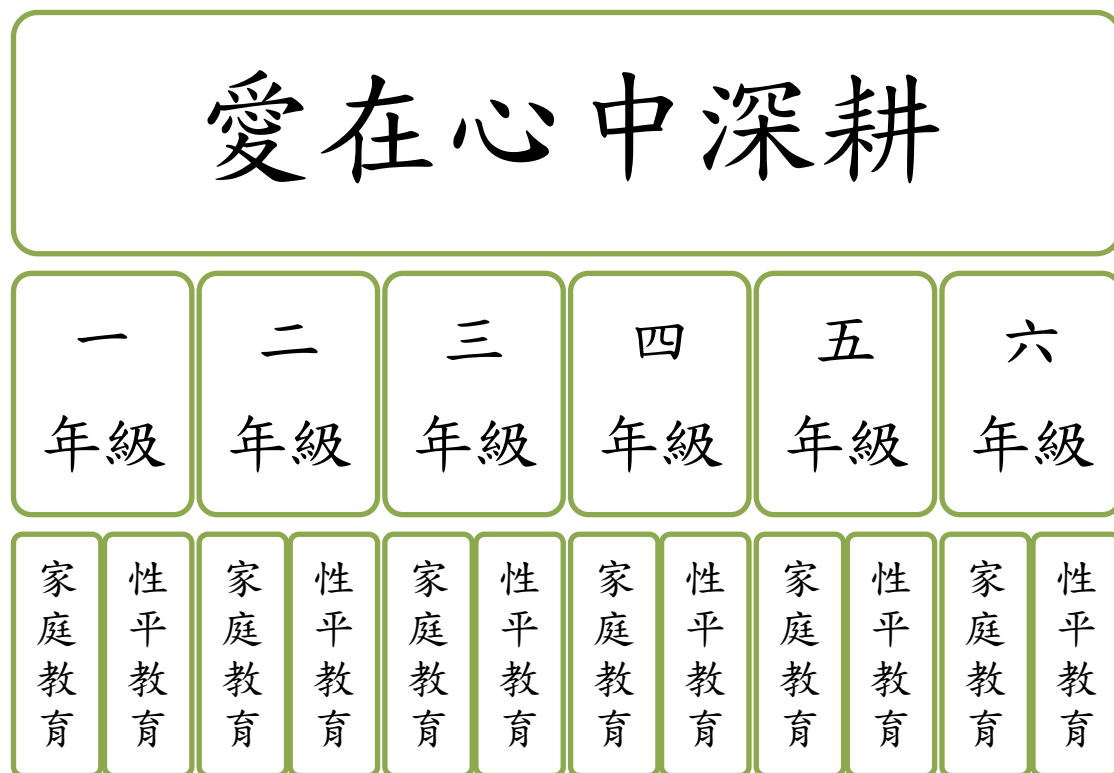 愛在心中深耕
一
年級
二
年級
三
年級
四
年級
五
年級
六
年級
家庭教育
性平教育
家庭教育
性平教育
家庭教育
性平教育
家庭教育
性平教育
家庭教育
性平教育
家庭教育
性平教育